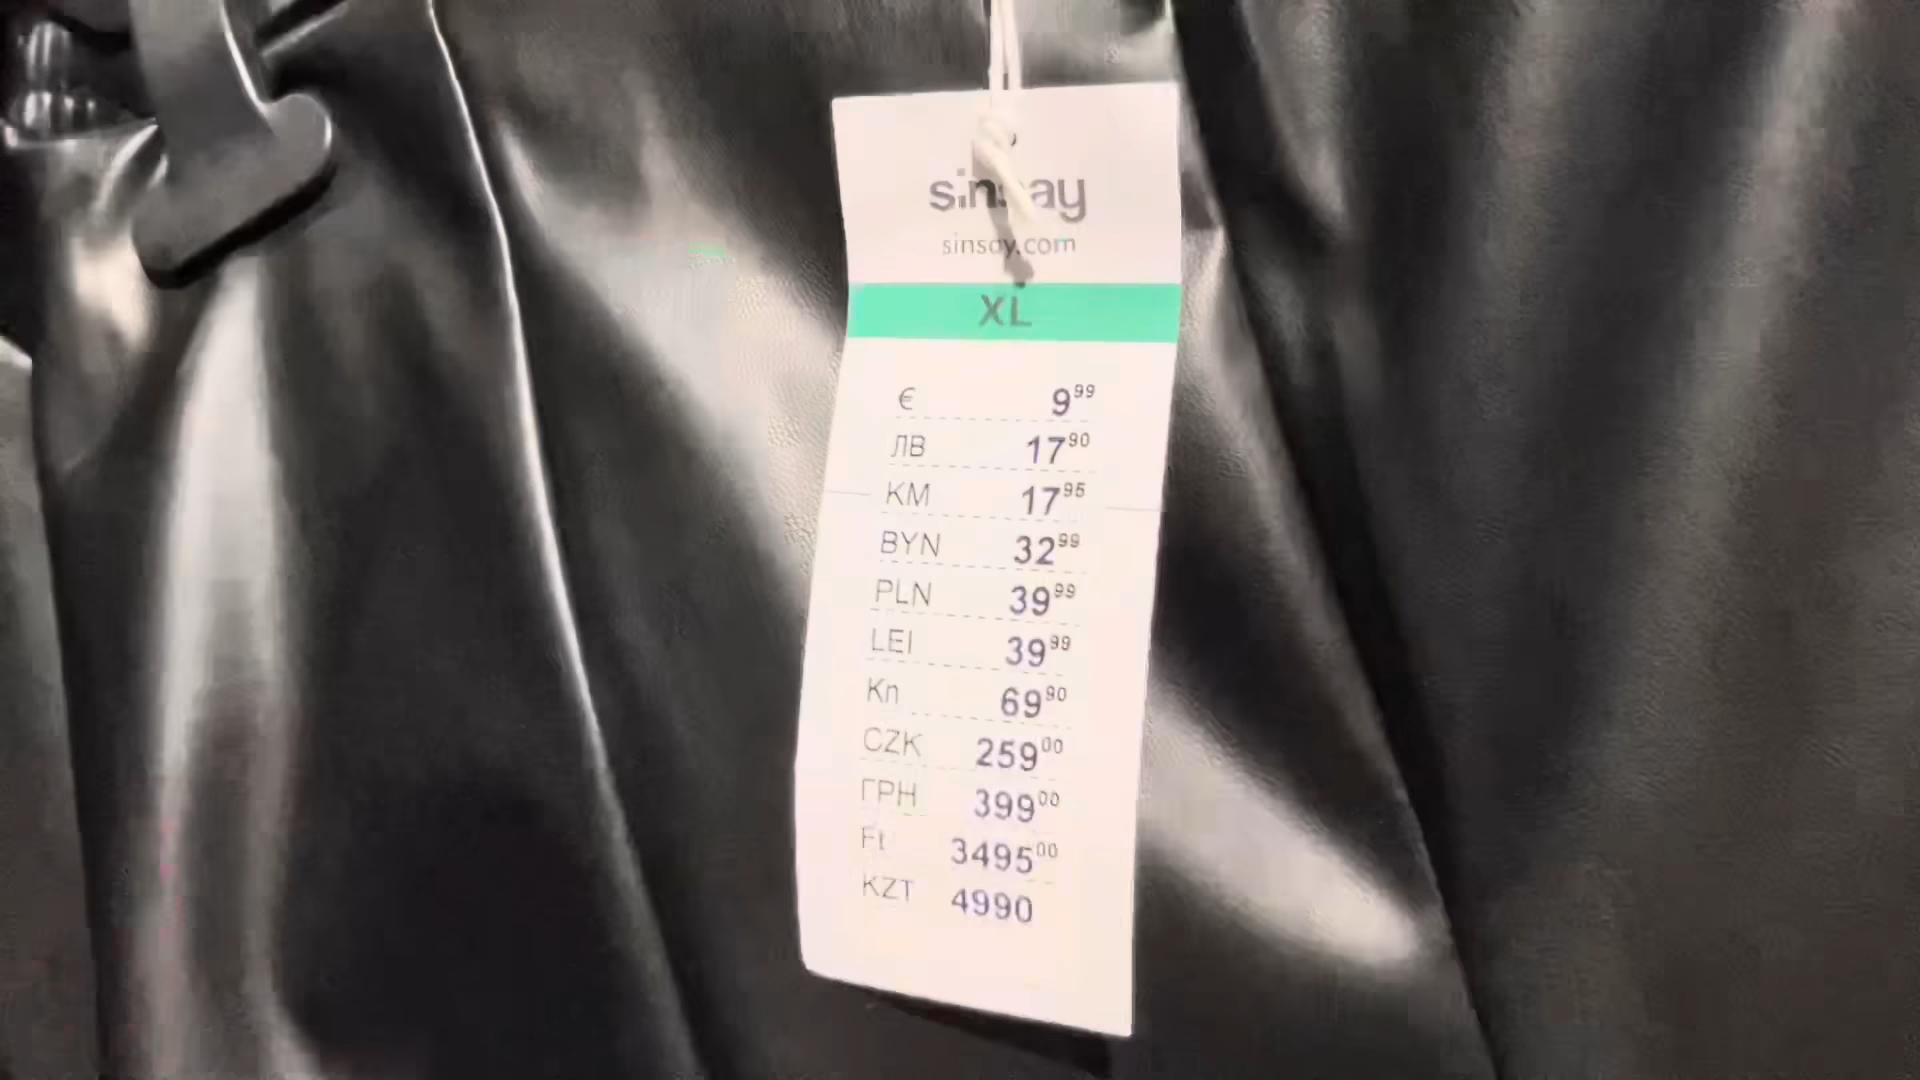 sinsay
sinsay.com
XL
€ 9⁹⁹
ЛВ 17⁹⁰
KM 17⁹⁵
BYN 32⁹⁹
PLN 39⁹⁹
LEI 39⁹⁹
Kn 69⁹⁰
CZK 259⁰⁰
ГРН 399⁰⁰
Ft 3495⁰⁰
KZT 4990